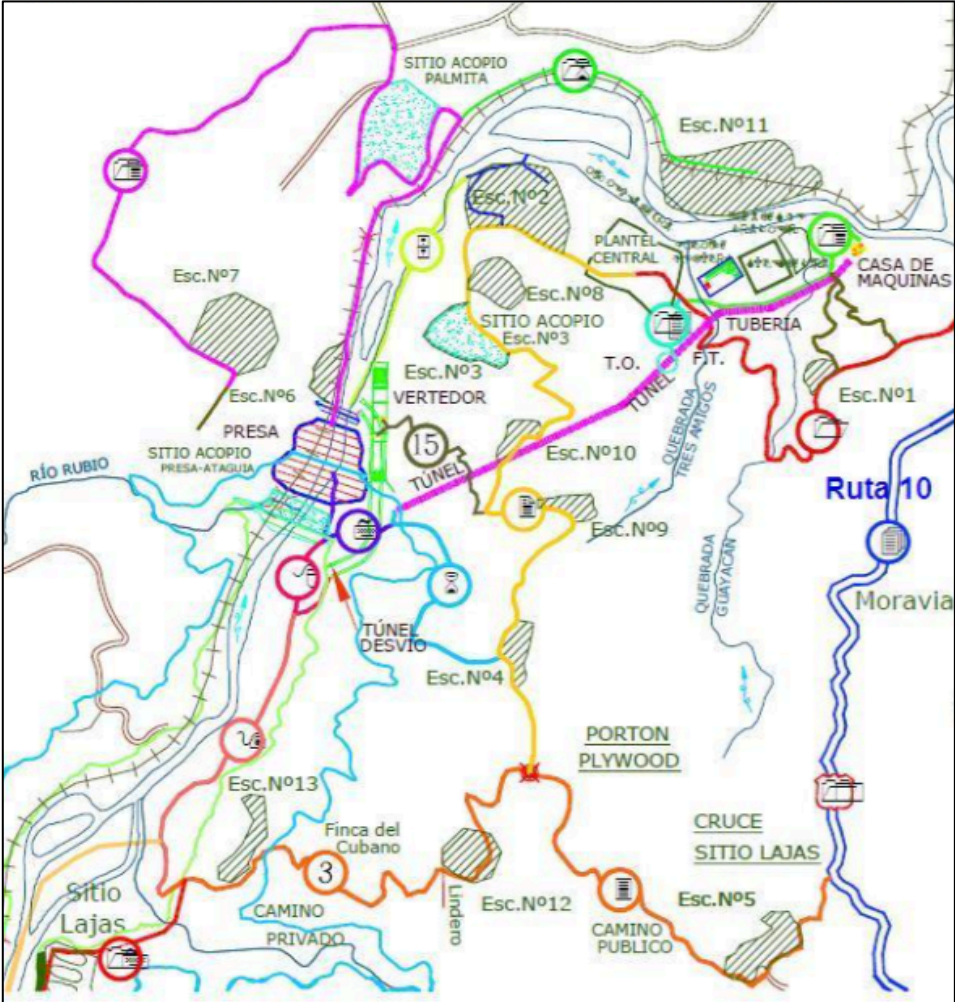 SITIO ACOPIO
PALMITA
Esc.Nº11
Esc.Nº2
PLANTEL
CENTRAL
CASA DE
MAQUINAS
Esc.Nº7
Esc.Nº8
SITIO ACOPIO
Esc.Nº3
TUBERIA
T.O.
F.T.
TÚNEL
Esc.Nº3
VERTEDOR
Esc.Nº6
Esc.Nº1
PRESA
15
SITIO ACOPIO
PRESA-ATAGUIA
RÍO RUBIO
TÚNEL
Esc.Nº10
QUEBRADA
TRES AMIGOS
Ruta 10
Esc.Nº9
QUEBRADA
GUAYACÁN
Moravia
TÚNEL
DESVIO
Esc.Nº4
PORTON
PLYWOOD
Esc.Nº13
CRUCE
SITIO LAJAS
Finca del
Cubano
3
Sitio
Lajas
CAMINO
PRIVADO
Lindero
Esc.Nº12
CAMINO
PUBLICO
Esc.Nº5